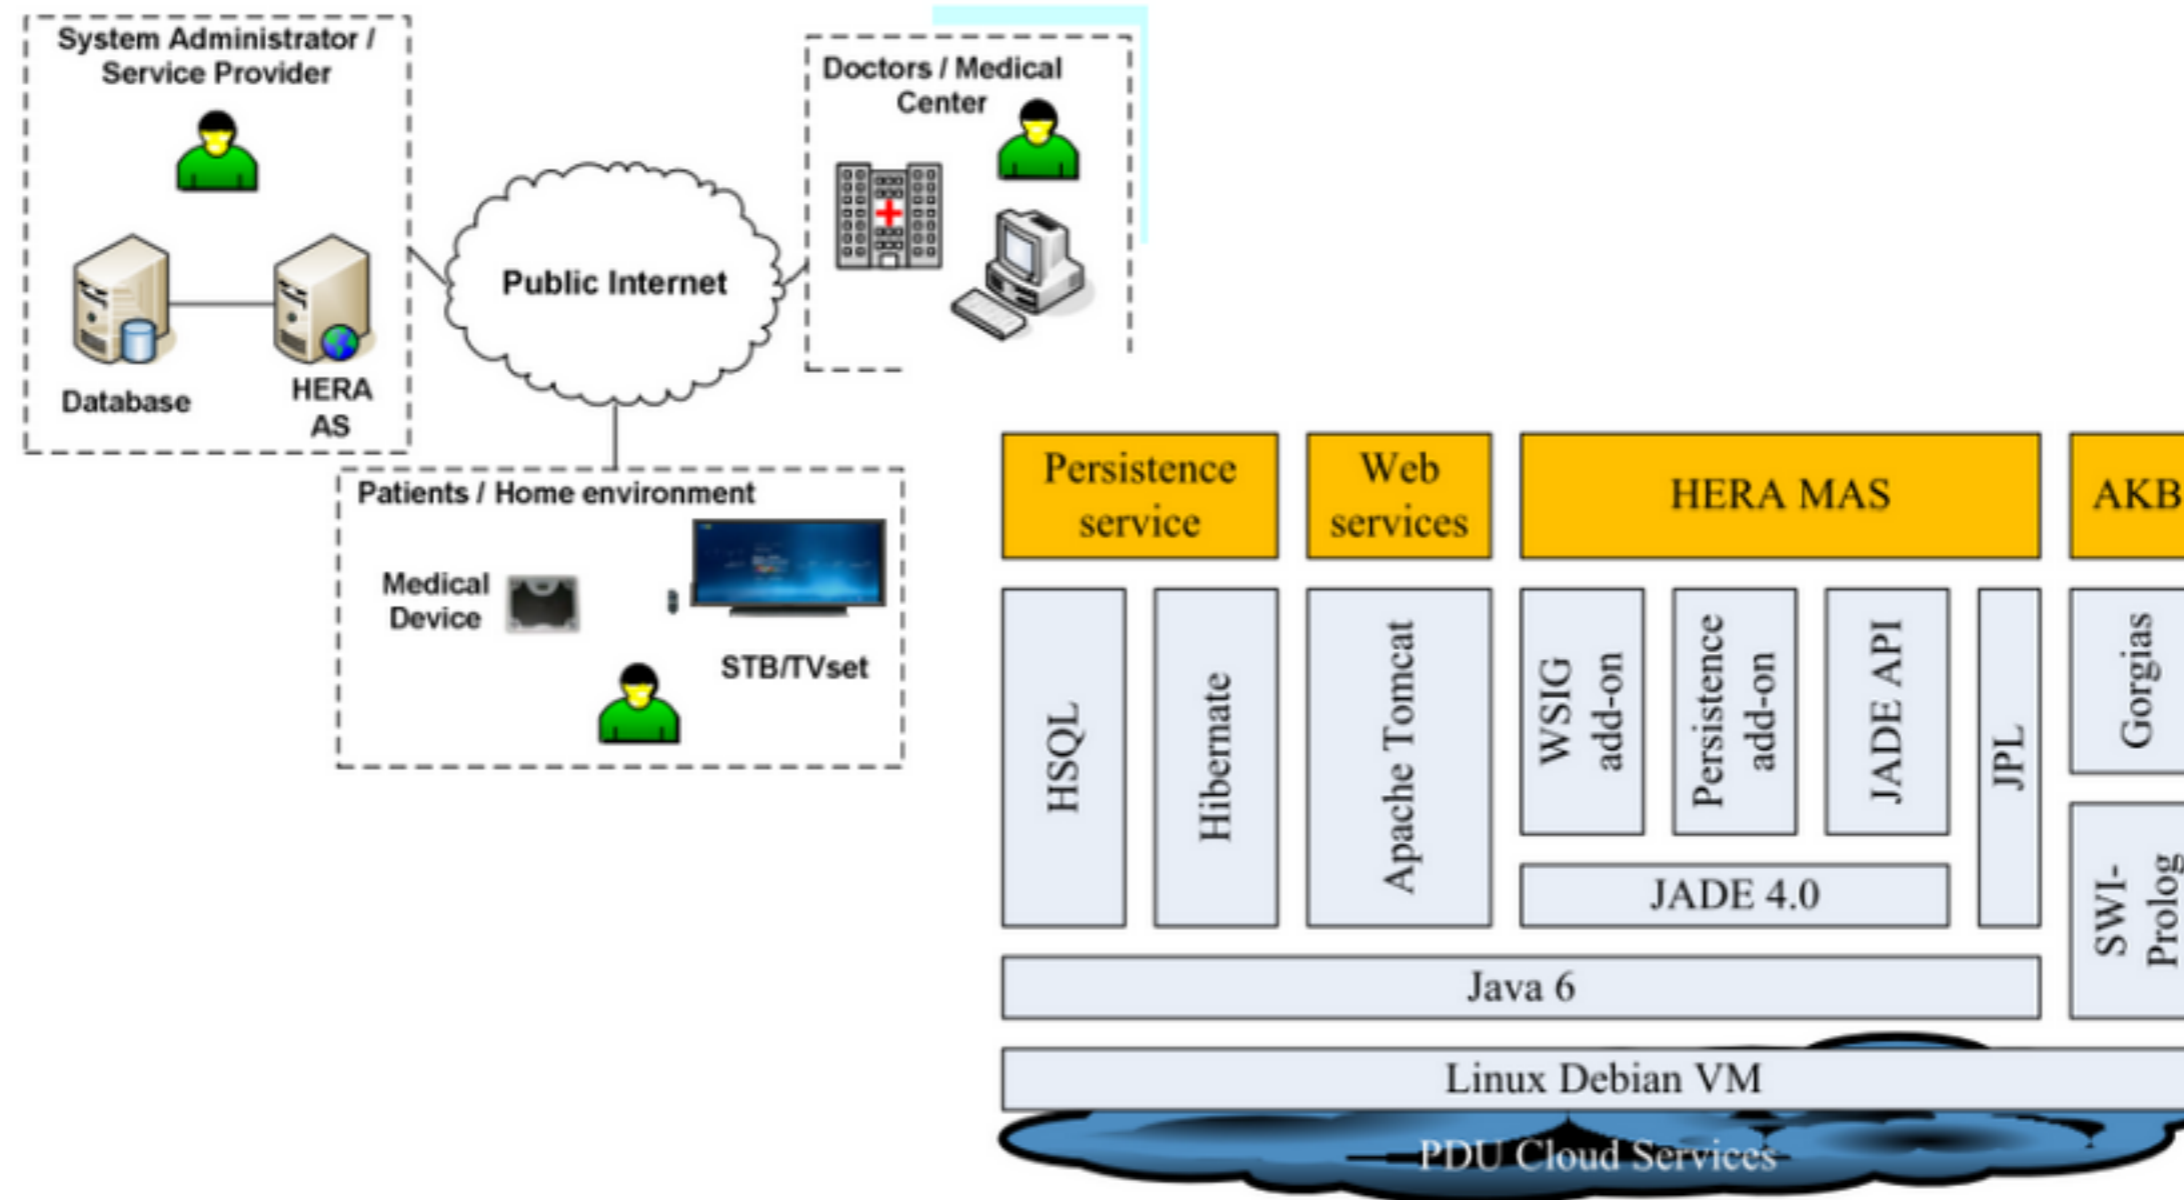 System Administrator /
Service Provider
Database
HERA
AS
Public Internet
Doctors / Medical
Center
Patients / Home environment
Medical
Device
STB/TVset
Persistence
service
Web
services
HERA MAS
AKB
HSQL
Hibernate
Apache Tomcat
WSIG
add-on
Persistence
add-on
JADE API
JPL
Gorgias
JADE 4.0
SWI-
Prolog
Java 6
Linux Debian VM
PDU Cloud Services